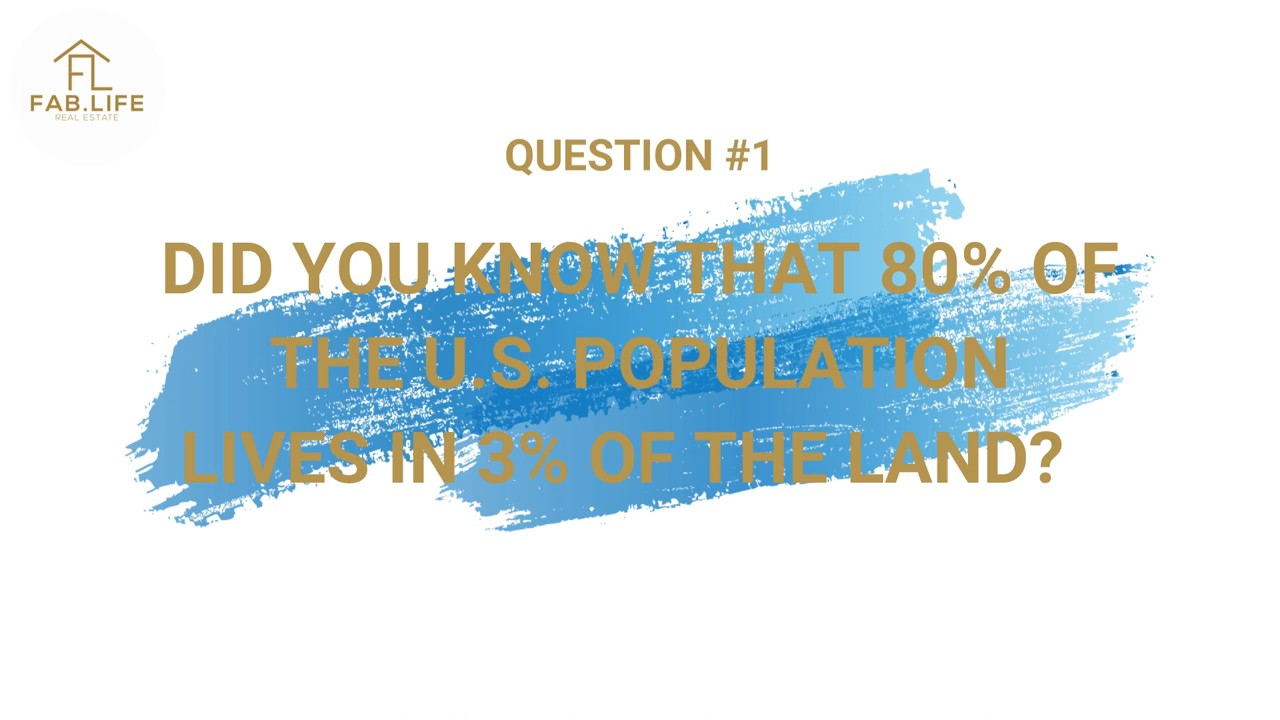 FL
FAB.LIFE
REAL ESTATE
QUESTION #1
DID YOU KNOW THAT 80% OF
THE U.S. POPULATION
LIVES IN 3% OF THE LAND?